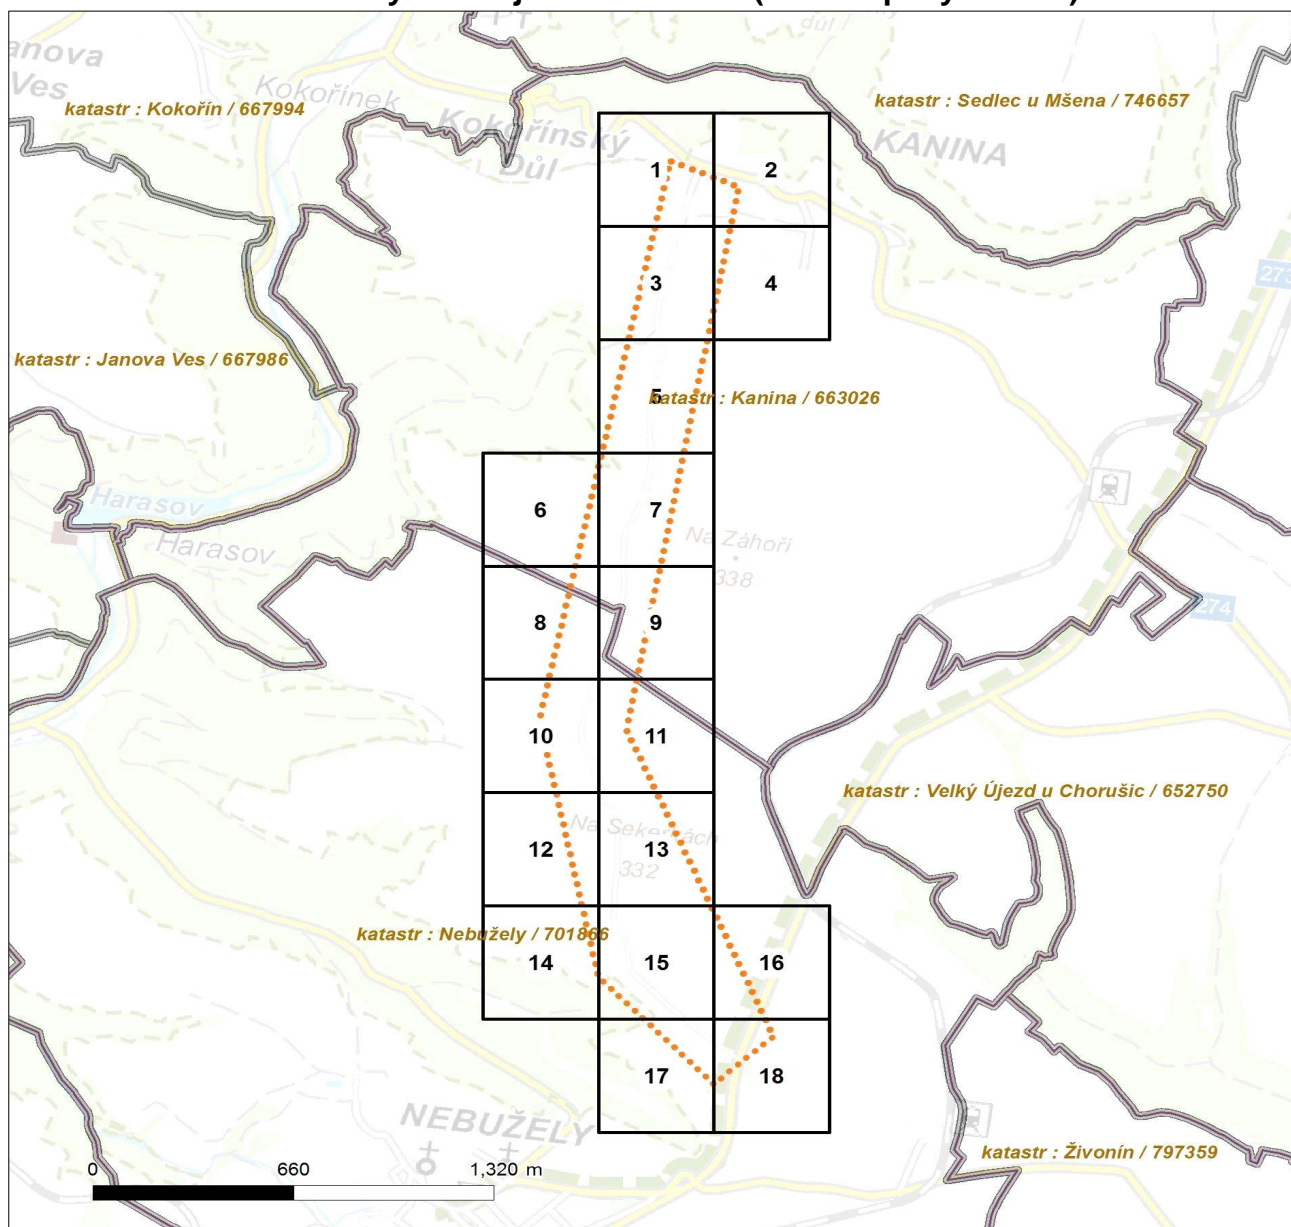 anova
Ves
katastr : Kokořín / 667994
Kokořínek
Kokořínský
Důl
důl
katastr : Sedlec u Mšena / 746657
KANINA
1
2
3
4
273
katastr : Janova Ves / 667986
5
katastr : Kanina / 663026
Harasov
Harasov
6
7
Na Záhoří
338
8
9
274
10
11
katastr : Velký Újezd u Chorušic / 652750
Na Sekerkách
332
12
13
katastr : Nebužely / 701866
14
15
16
17
18
NEBUŽELY
katastr : Živonín / 797359
0 660 1,320 m